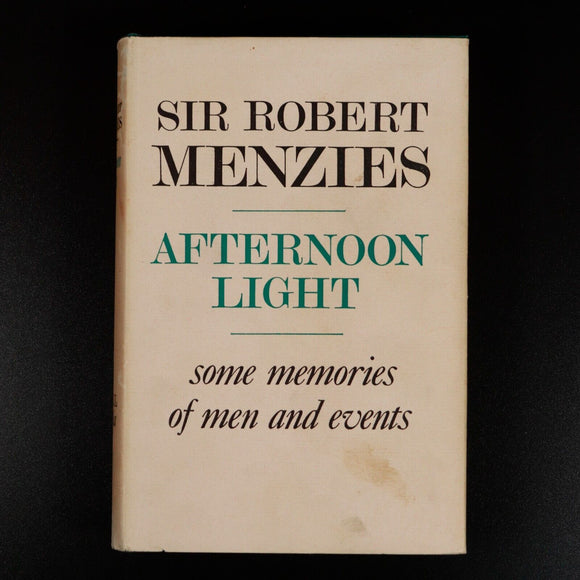 SIR ROBERT
MENZIES
AFTERNOON
LIGHT
some memories
of men and events